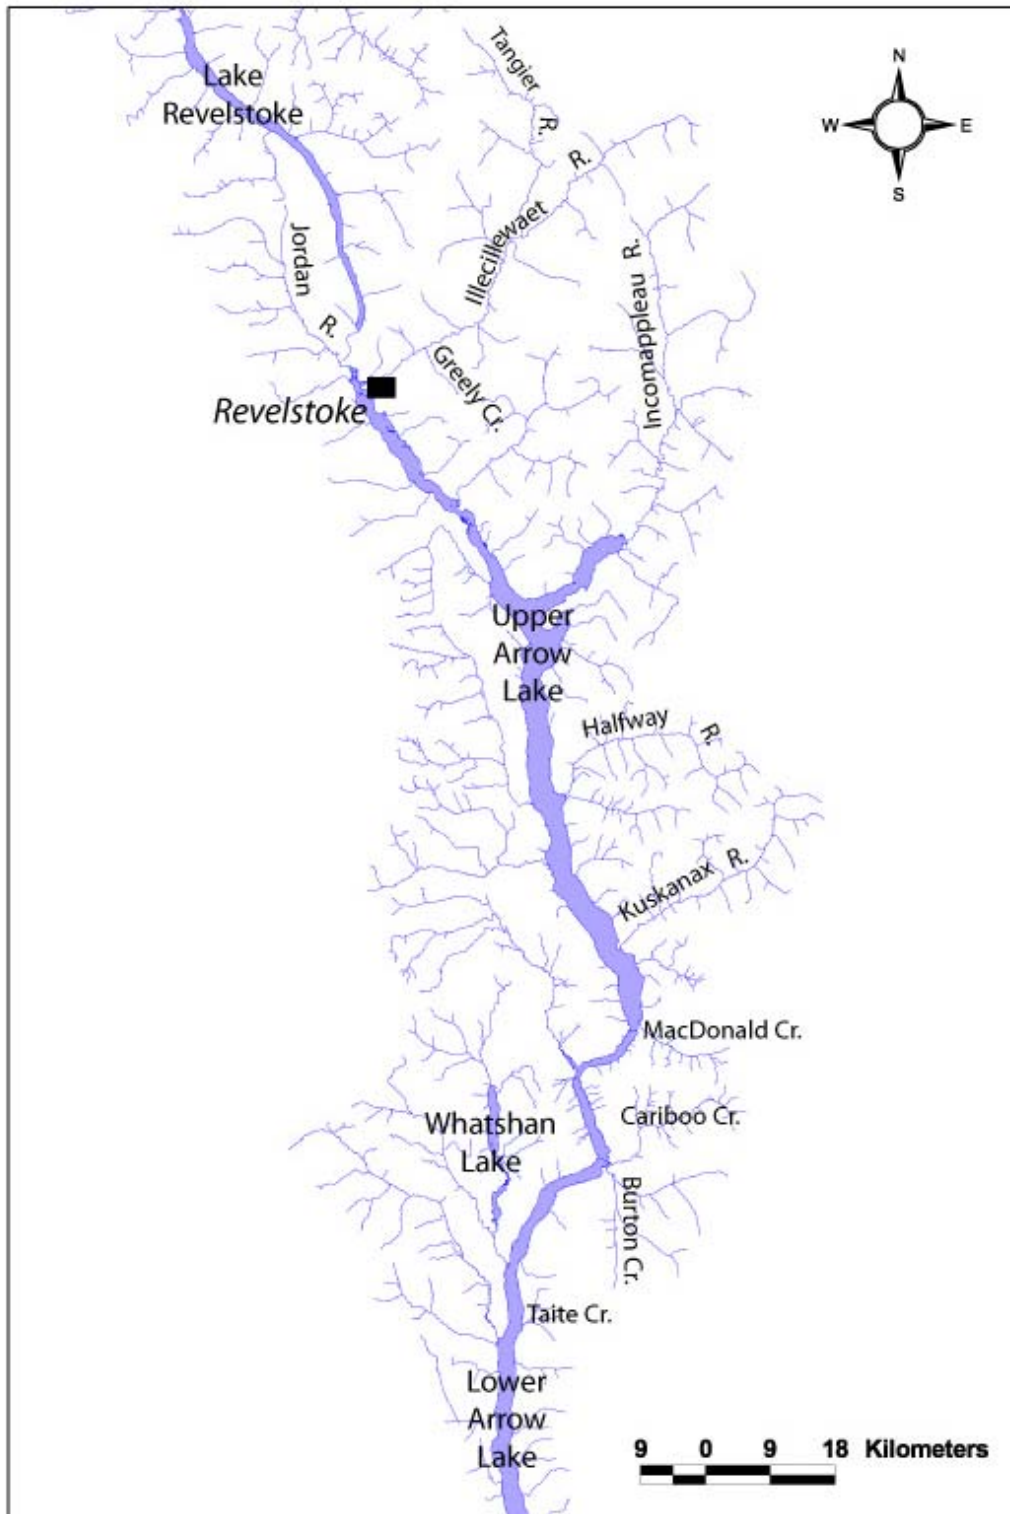 Lake
Revelstoke
Tangier R.
N
W E
S
Illecillewaet R.
Jordan R.
Incomappleau R.
Greely Cr.
Revelstoke
Upper
Arrow
Lake
Halfway R.
Kuskanax R.
MacDonald Cr.
Cariboo Cr.
Whatshan
Lake
Burton Cr.
Taite Cr.
Lower
Arrow
Lake
9 0 9 18 Kilometers